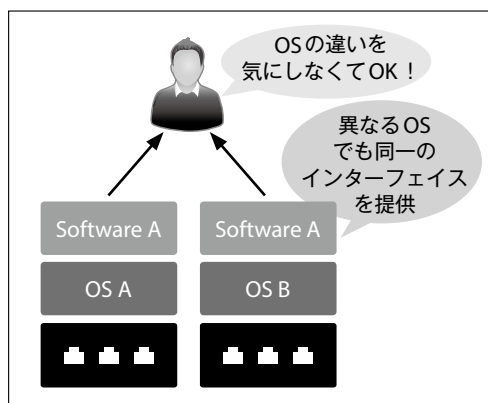 OSの違いを
気にしなくてOK！
異なるOS
でも同一の
インターフェイス
を提供
Software A
Software A
OS A
OS B